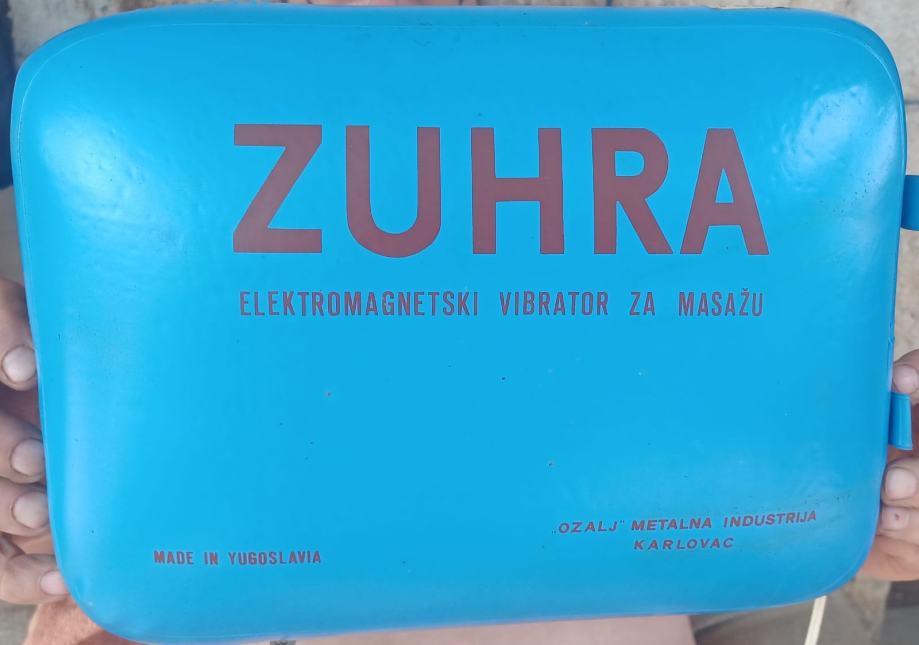 ZUHRA
ELEKTROMAGNETSKI VIBRATOR ZA MASAŽU
„OZALJ" METALNA INDUSTRIJA
KARLOVAC
MADE IN YUGOSLAVIA